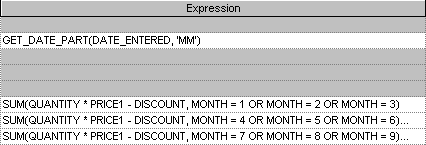 Expression
GET_DATE_PART(DATE_ENTERED, 'MM')
SUM(QUANTITY * PRICE1 - DISCOUNT, MONTH = 1 OR MONTH = 2 OR MONTH = 3)
SUM(QUANTITY * PRICE1 - DISCOUNT, MONTH = 4 OR MONTH = 5 OR MONTH = 6)...
SUM(QUANTITY * PRICE1 - DISCOUNT, MONTH = 7 OR MONTH = 8 OR MONTH = 9)...